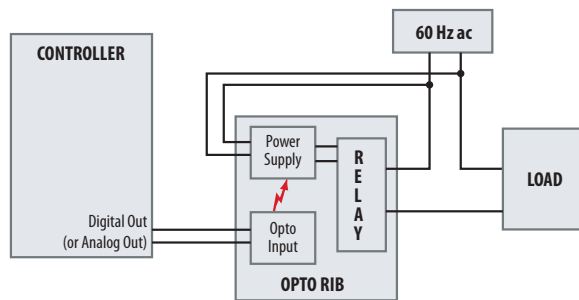 60 Hz ac
CONTROLLER
Power
Supply
R
E
L
A
Y
LOAD
Digital Out
(or Analog Out)
Opto
Input
OPTO RIB